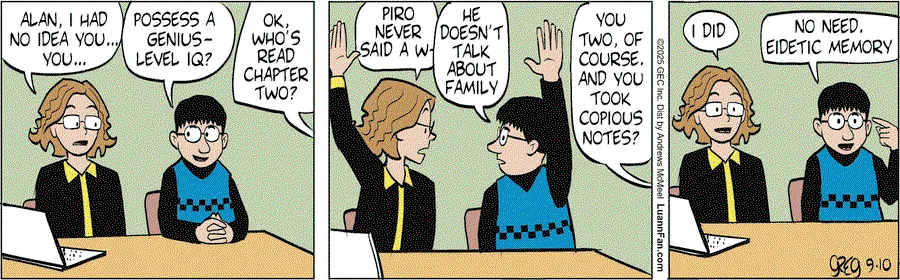 ALAN, I HAD
NO IDEA YOU...
YOU...
POSSESS A
GENIUS-
LEVEL IQ?
OK,
WHO'S
READ
CHAPTER
TWO?
PIRO
NEVER
SAID A W-
HE
DOESN'T
TALK
ABOUT
FAMILY
YOU
TWO, OF
COURSE.
AND YOU
TOOK
COPIOUS
NOTES?
©2025 GEC Inc. Dist by Andrews McMeel LuannFan.com
I DID
NO NEED.
EIDETIC MEMORY
GREG 9-10